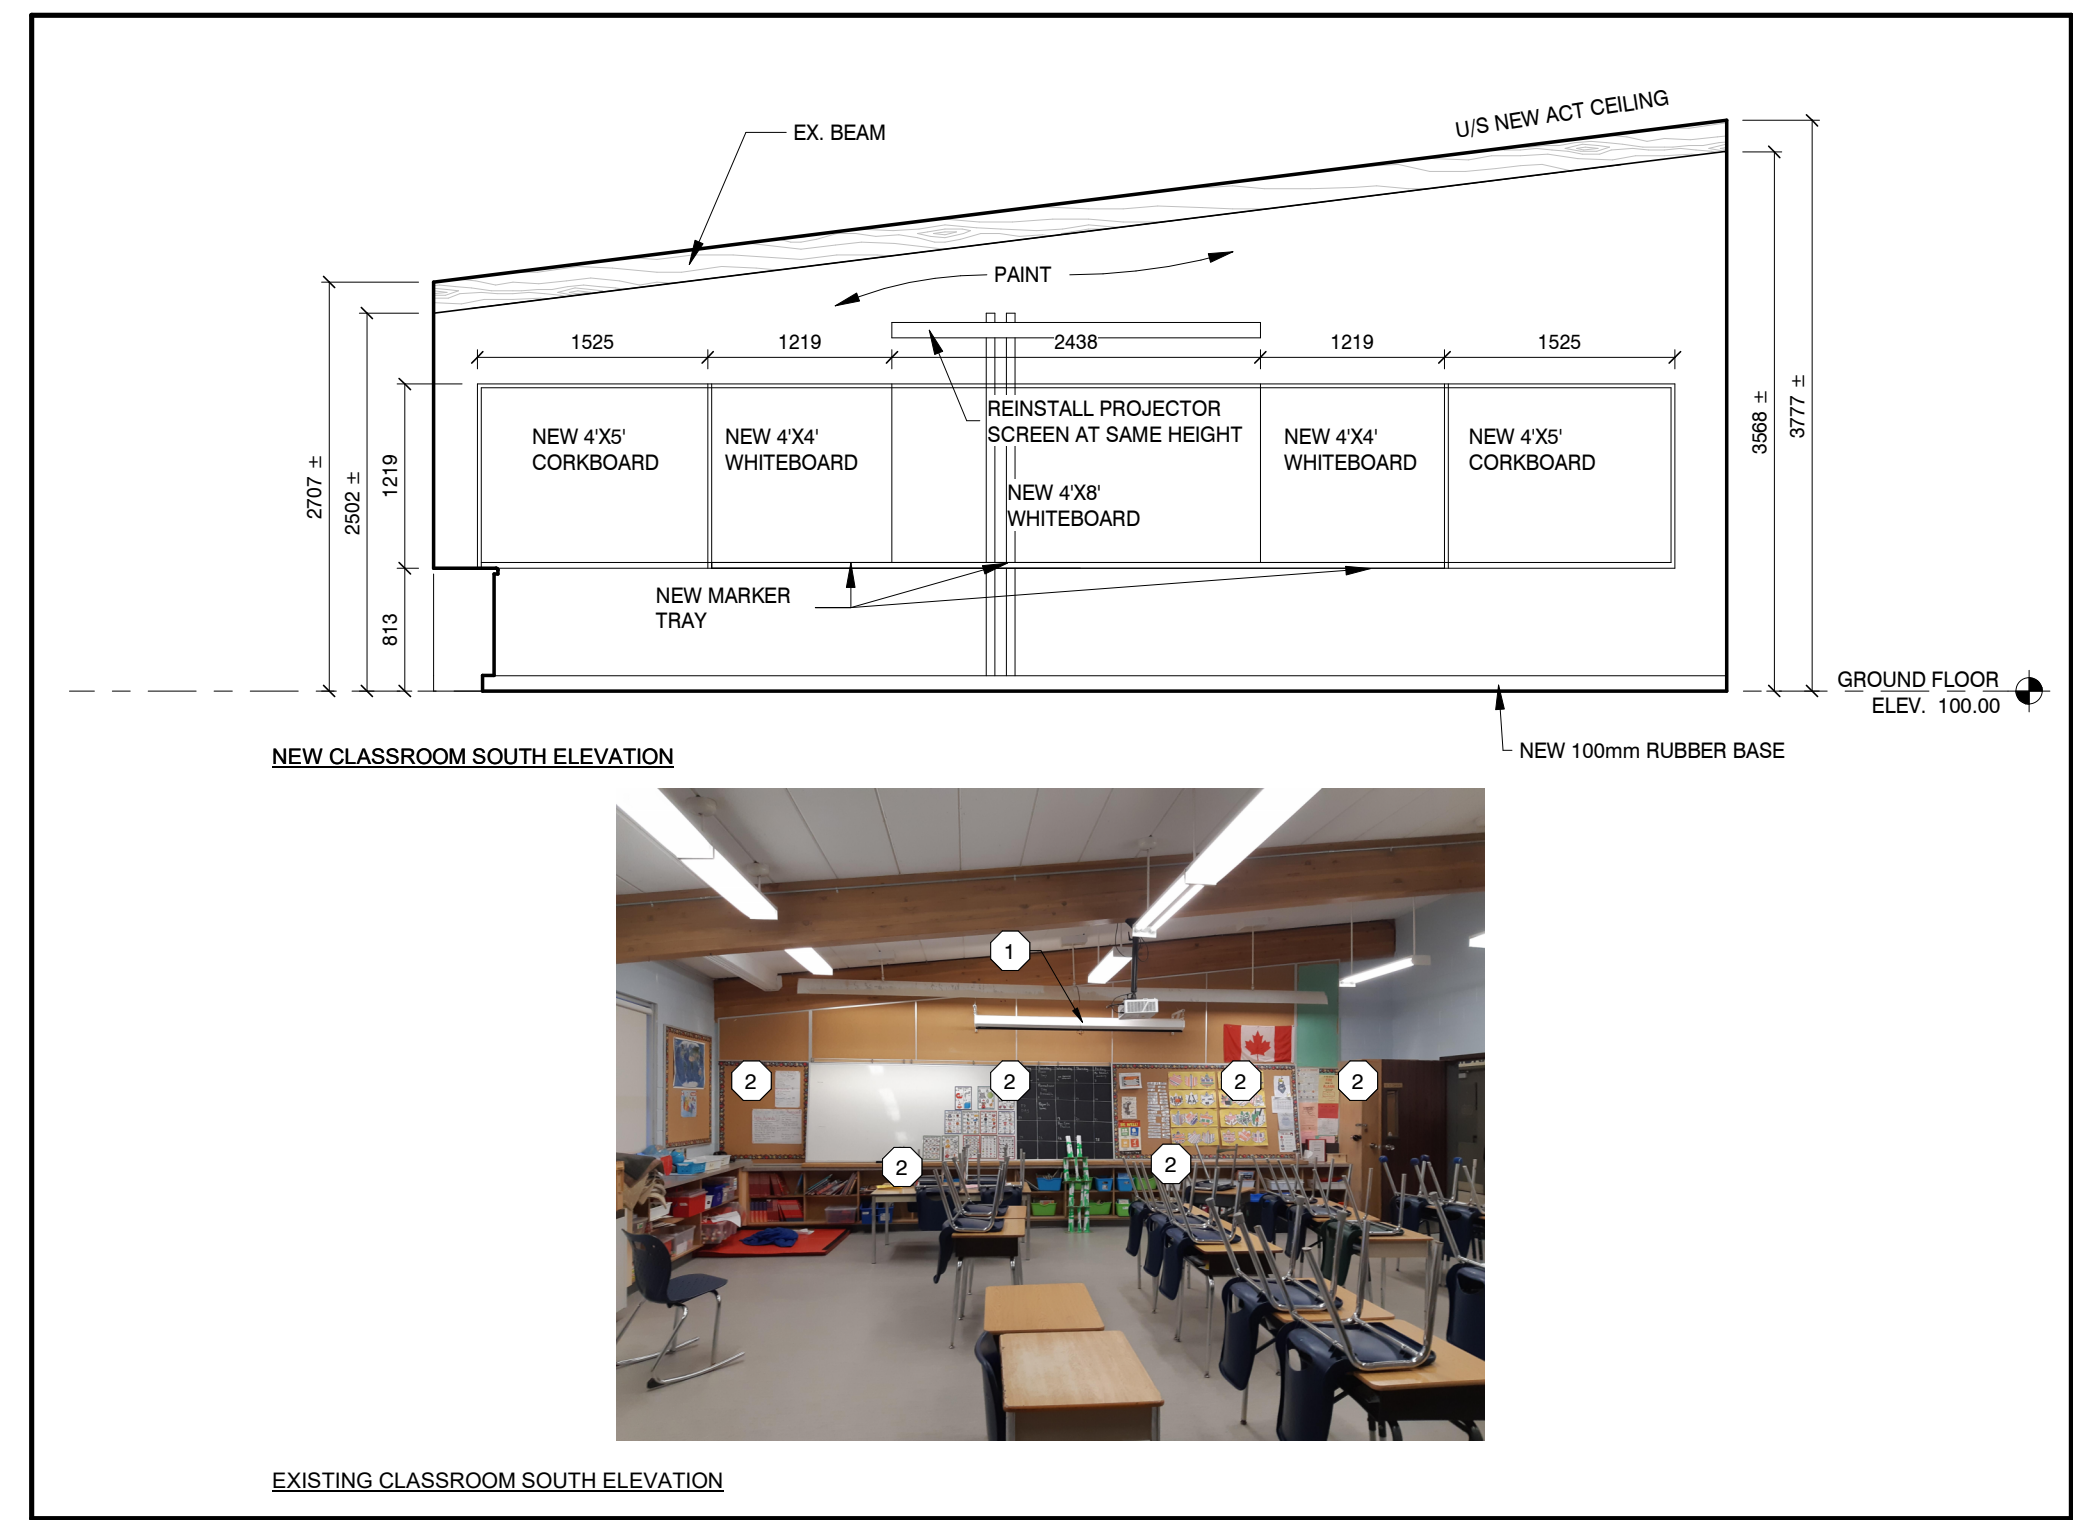 U/S NEW ACT CEILING
EX. BEAM
PAINT
1525
1219
2438
1219
1525
REINSTALL PROJECTOR
SCREEN AT SAME HEIGHT
NEW 4'X5'
CORKBOARD
NEW 4'X4'
WHITEBOARD
NEW 4'X8'
WHITEBOARD
NEW 4'X4'
WHITEBOARD
NEW 4'X5'
CORKBOARD
2707 ±
2502 ±
1219
813
3568 ±
3777 ±
NEW MARKER
TRAY
GROUND FLOOR
ELEV. 100.00
NEW 100mm RUBBER BASE
NEW CLASSROOM SOUTH ELEVATION
1
2
2
2
2
2
2
EXISTING CLASSROOM SOUTH ELEVATION